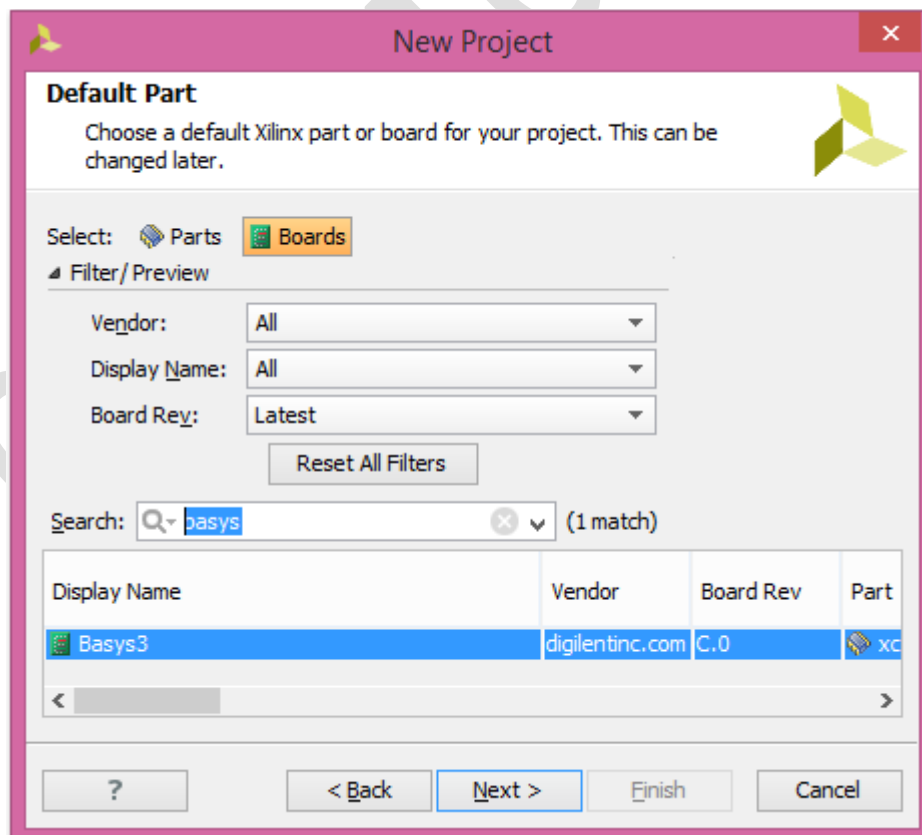 New Project
Default Part
Choose a default Xilinx part or board for your project. This can be
changed later.
Select: Parts Boards
Filter/ Preview
Vendor: All
Display Name: All
Board Rev: Latest
Reset All Filters
Search: basys (1 match)
Display Name Vendor Board Rev Part
Basys3 digilentinc.com C.0 xc
? < Back Next > Finish Cancel